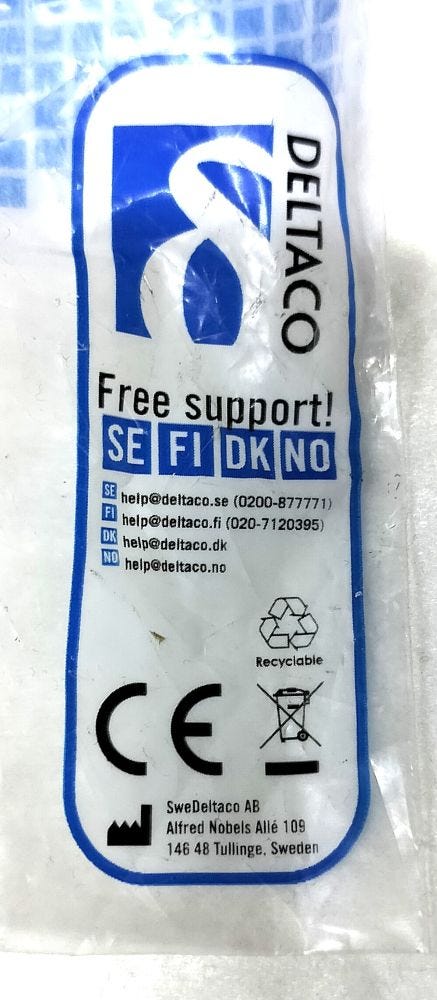 DELTACO
Free support!
SE FI DK NO
SE help@deltaco.se (0200-877771)
FI help@deltaco.fi (020-7120395)
DK help@deltaco.dk
NO help@deltaco.no
Recyclable
CE
SweDeltaco AB
Alfred Nobels Allé 109
146 48 Tullinge, Sweden